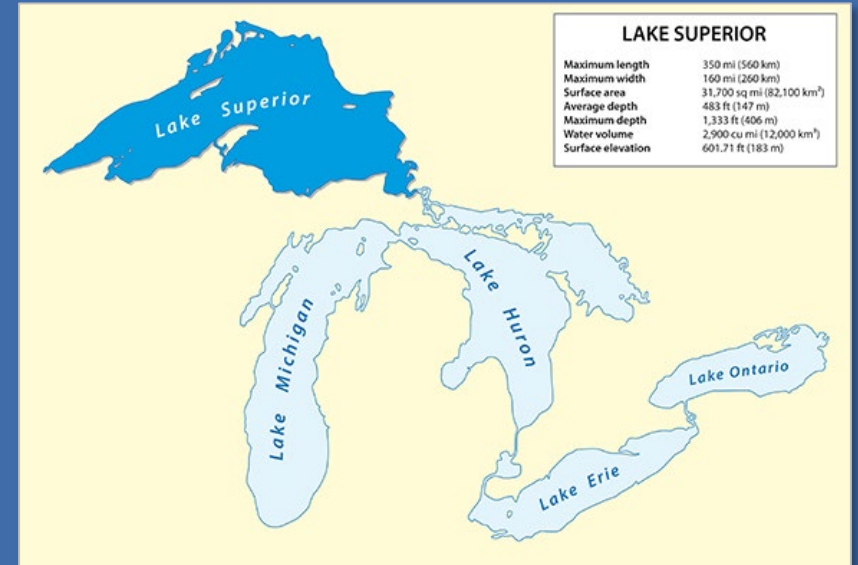 LAKE SUPERIOR
Maximum length 350 mi (560 km)
Maximum width 160 mi (260 km)
Surface area 31,700 sq mi (82,100 km²)
Average depth 483 ft (147 m)
Maximum depth 1,333 ft (406 m)
Water volume 2,900 cu mi (12,000 km³)
Surface elevation 601.71 ft (183 m)
Lake Superior
Lake Michigan
Lake Huron
Lake Ontario
Lake Erie